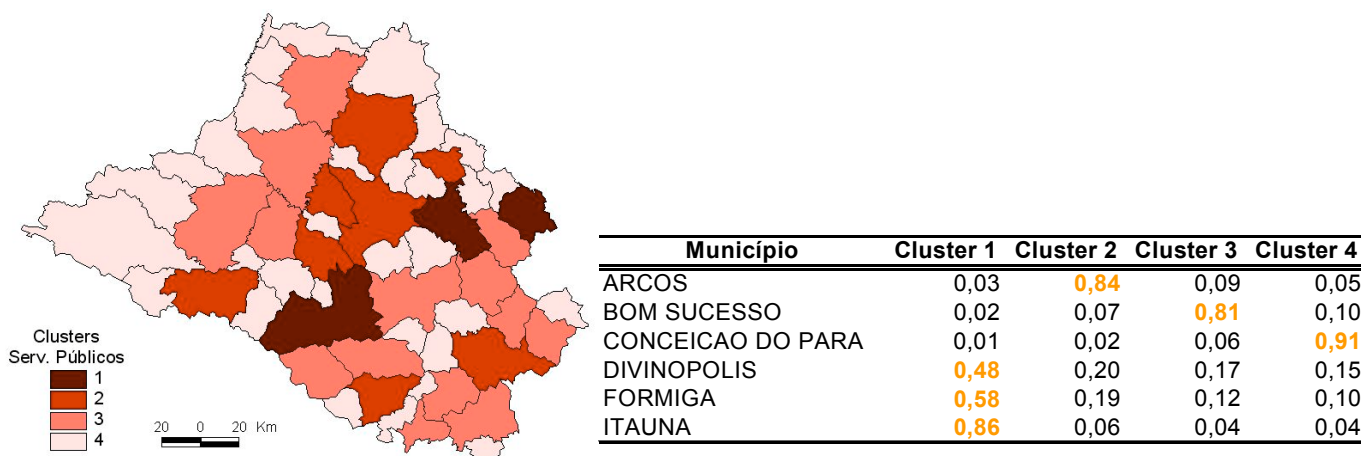 Clusters
Serv. Públicos
1
2
3
4
20 0 20 Km
Município Cluster 1 Cluster 2 Cluster 3 Cluster 4
ARCOS 0,03 0,84 0,09 0,05
BOM SUCESSO 0,02 0,07 0,81 0,10
CONCEICAO DO PARA 0,01 0,02 0,06 0,91
DIVINOPOLIS 0,48 0,20 0,17 0,15
FORMIGA 0,58 0,19 0,12 0,10
ITAUNA 0,86 0,06 0,04 0,04